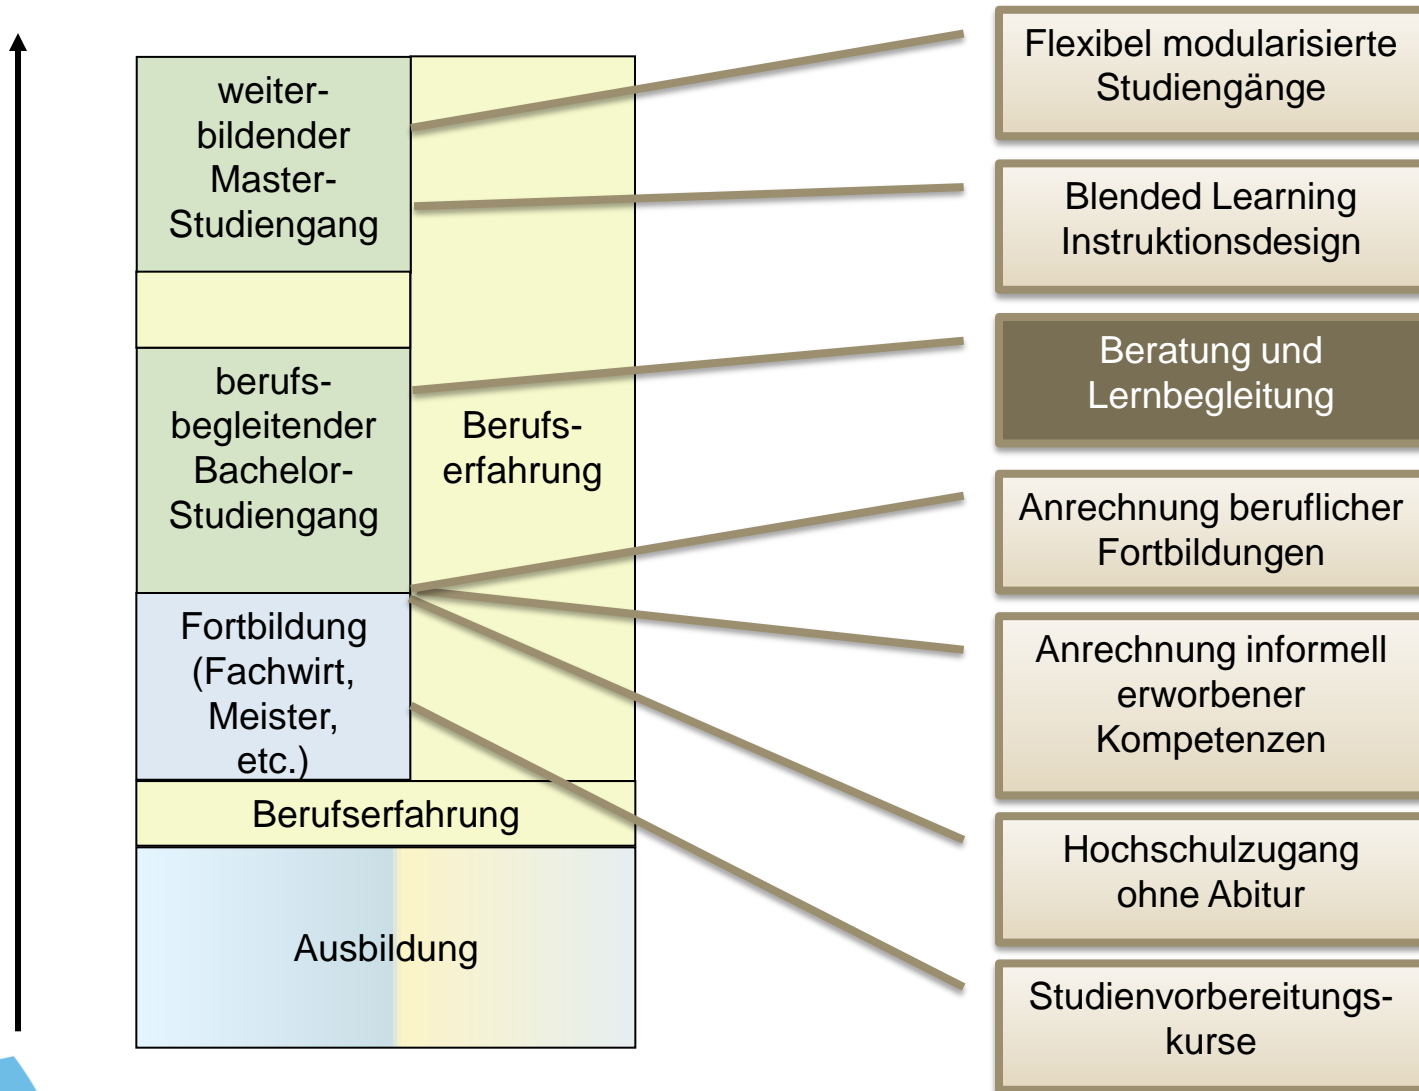 weiter-
bildender
Master-
Studiengang
berufs-
begleitender
Bachelor-
Studiengang
Berufs-
erfahrung
Fortbildung
(Fachwirt,
Meister,
etc.)
Berufserfahrung
Ausbildung
Flexibel modularisierte
Studiengänge
Blended Learning
Instruktionsdesign
Beratung und
Lernbegleitung
Anrechnung beruflicher
Fortbildungen
Anrechnung informell
erworbener
Kompetenzen
Hochschulzugang
ohne Abitur
Studienvorbereitungs-
kurse